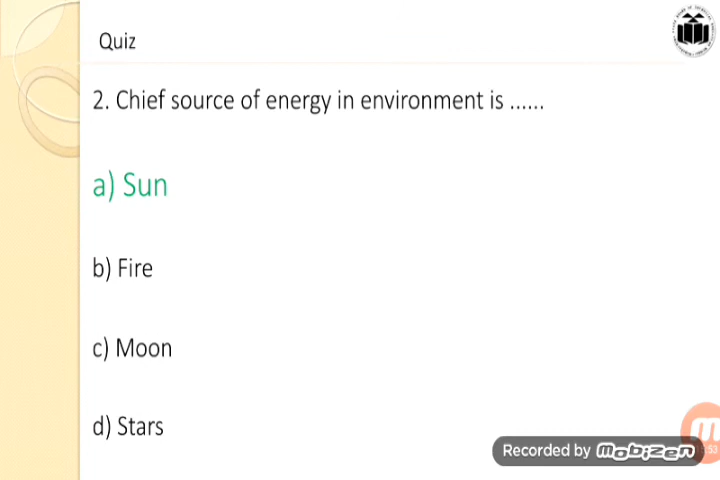 Quiz
2. Chief source of energy in environment is ......
a) Sun
b) Fire
c) Moon
d) Stars
Recorded by mobizen